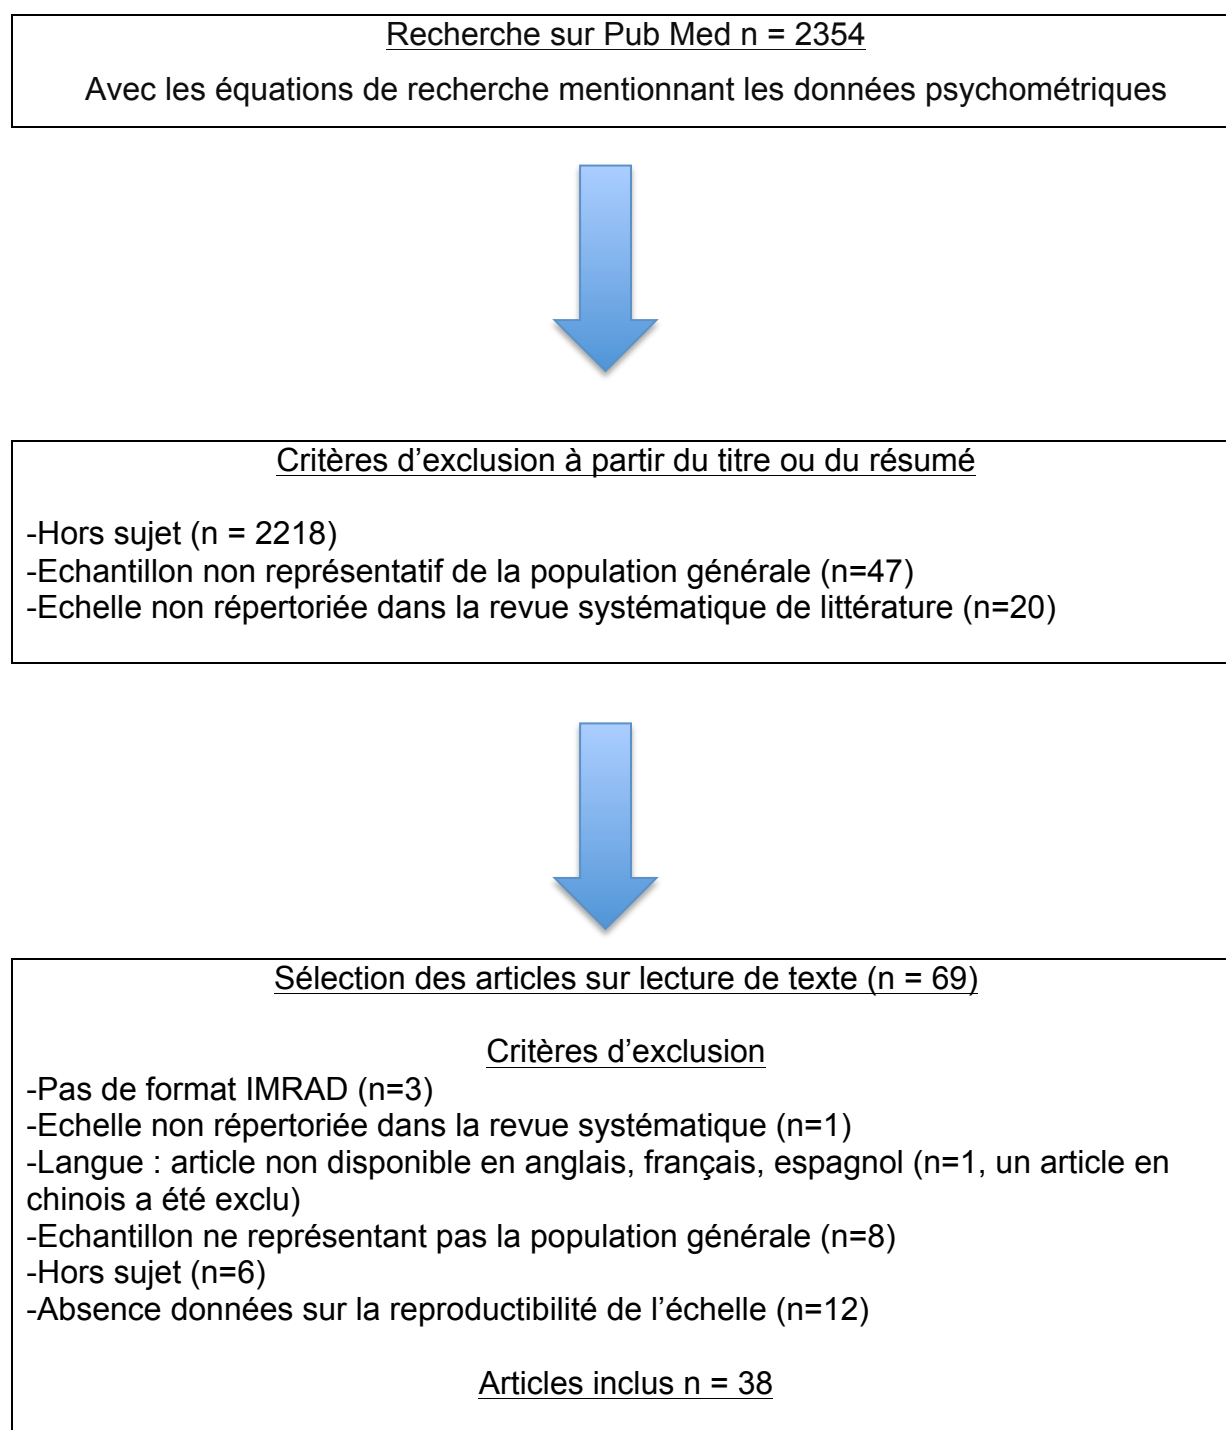 Recherche sur Pub Med n = 2354
Avec les équations de recherche mentionnant les données psychométriques
Critères d’exclusion à partir du titre ou du résumé
-Hors sujet (n = 2218)
-Echantillon non représentatif de la population générale (n=47)
-Echelle non répertoriée dans la revue systématique de littérature (n=20)
Sélection des articles sur lecture de texte (n = 69)
Critères d’exclusion
-Pas de format IMRAD (n=3)
-Echelle non répertoriée dans la revue systématique (n=1)
-Langue : article non disponible en anglais, français, espagnol (n=1, un article en
chinois a été exclu)
-Echantillon ne représentant pas la population générale (n=8)
-Hors sujet (n=6)
-Absence données sur la reproductibilité de l’échelle (n=12)
Articles inclus n = 38